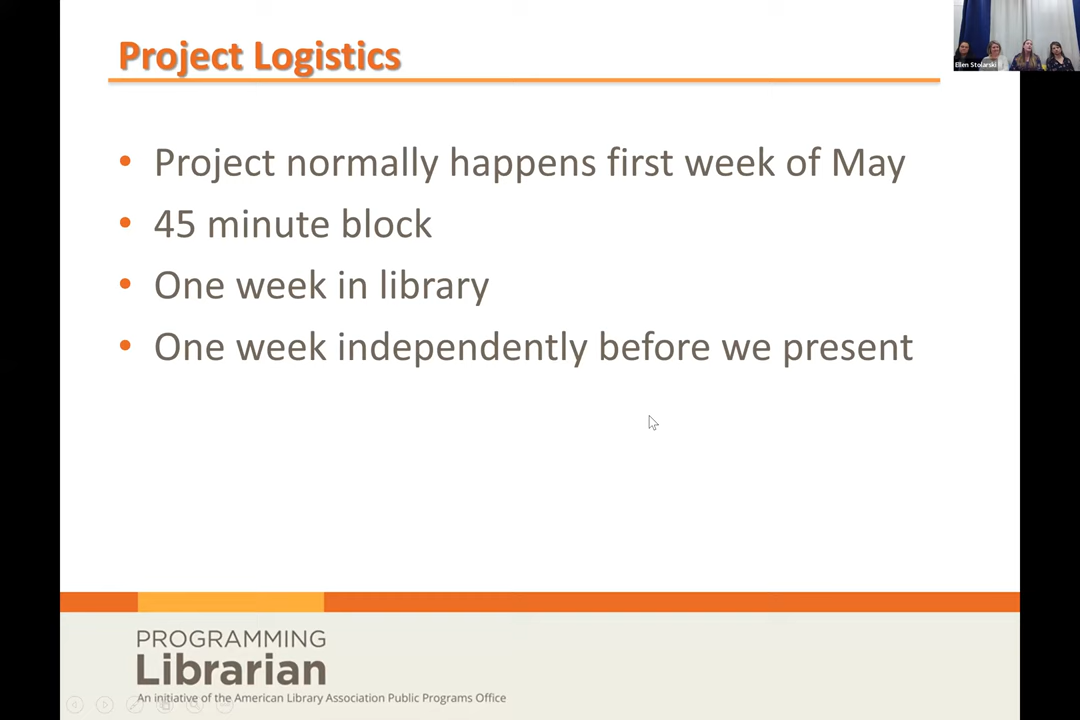 Project Logistics
Ellen Stolarski
• Project normally happens first week of May
• 45 minute block
• One week in library
• One week independently before we present
PROGRAMMING
Librarian
An initiative of the American Library Association Public Programs Office